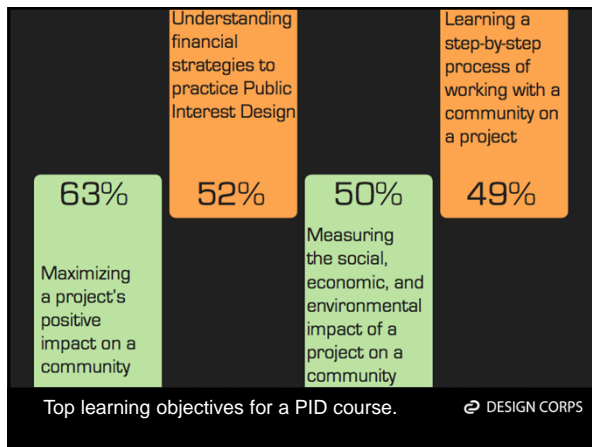 63%
Maximizing
a project's
positive
impact on a
community
Understanding
financial
strategies to
practice Public
Interest Design
52%
50%
Measuring
the social,
economic, and
environmental
impact of a
project on a
community
Learning a
step-by-step
process of
working with a
community on
a project
49%
Top learning objectives for a PID course.
DESIGN CORPS